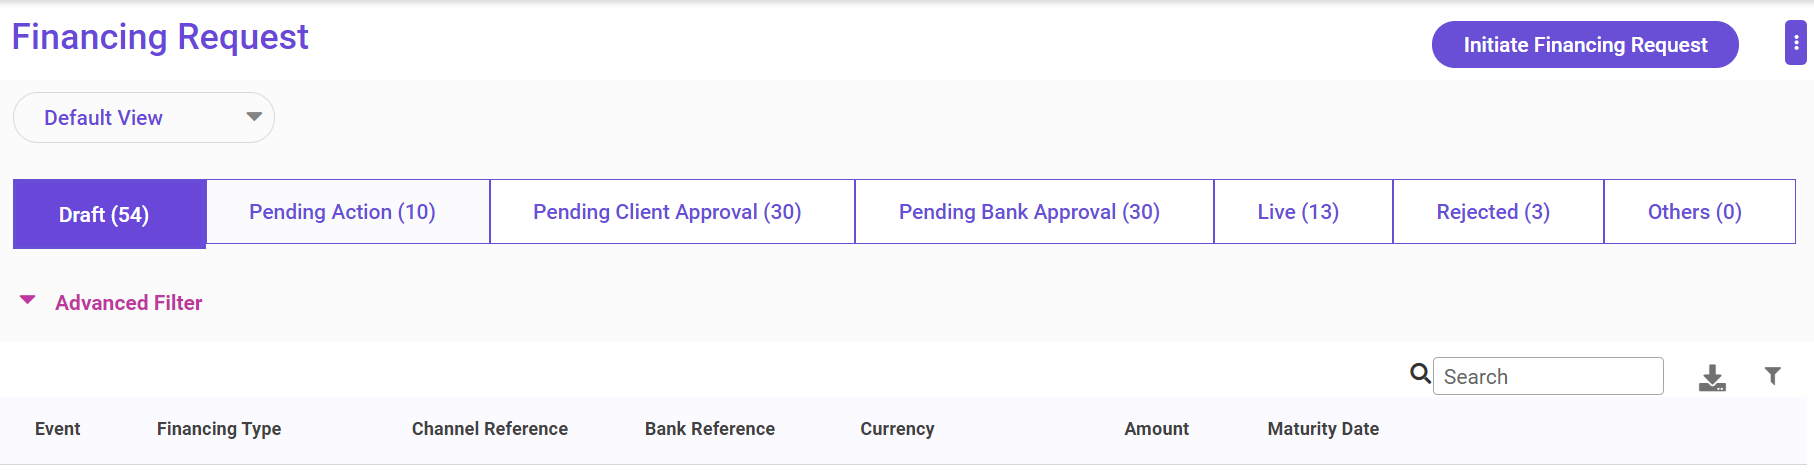 Financing Request
Initiate Financing Request
Default View
Draft (54)
Pending Action (10)
Pending Client Approval (30)
Pending Bank Approval (30)
Live (13)
Rejected (3)
Others (0)
Advanced Filter
Search
Event
Financing Type
Channel Reference
Bank Reference
Currency
Amount
Maturity Date